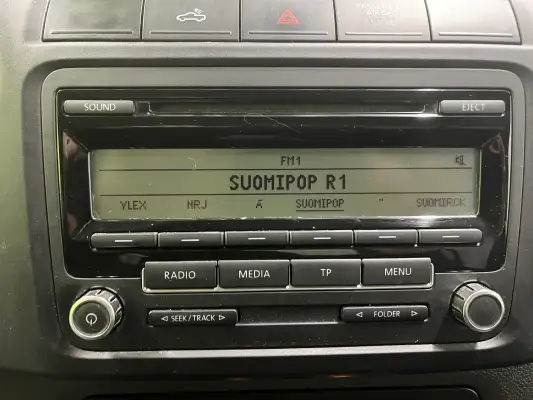 SOUND
EJECT
FM1
SUOMIPOP R1
YLEX NRJ SUOMIPOP " SUOMIRCK
RADIO MEDIA TP MENU
SEEK/TRACK
FOLDER